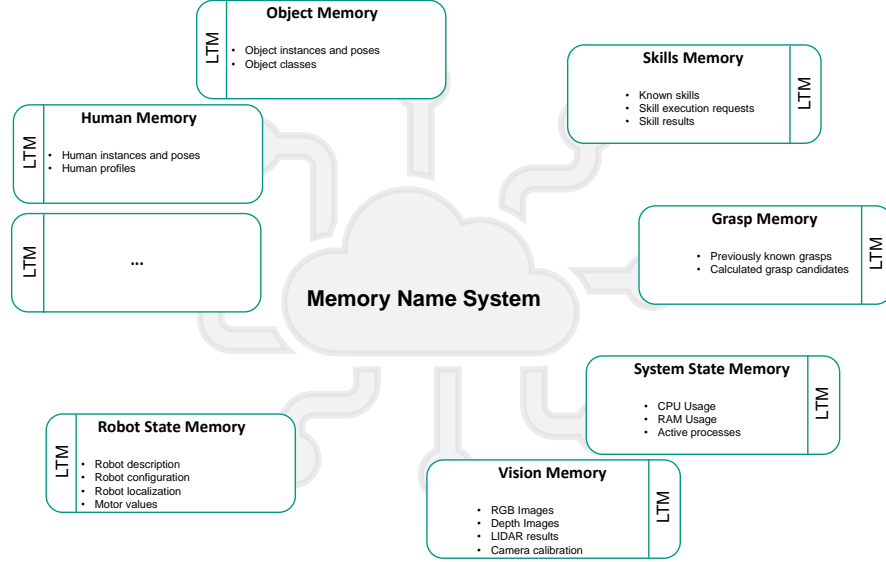 Object Memory
LTM
• Object instances and poses
• Object classes
Skills Memory
LTM
• Known skills
• Skill execution requests
• Skill results
Human Memory
LTM
• Human instances and poses
• Human profiles
LTM
...
Grasp Memory
LTM
• Previously known grasps
• Calculated grasp candidates
Memory Name System
System State Memory
LTM
• CPU Usage
• RAM Usage
• Active processes
Robot State Memory
LTM
• Robot description
• Robot configuration
• Robot localization
• Motor values
Vision Memory
LTM
• RGB Images
• Depth Images
• LIDAR results
• Camera calibration